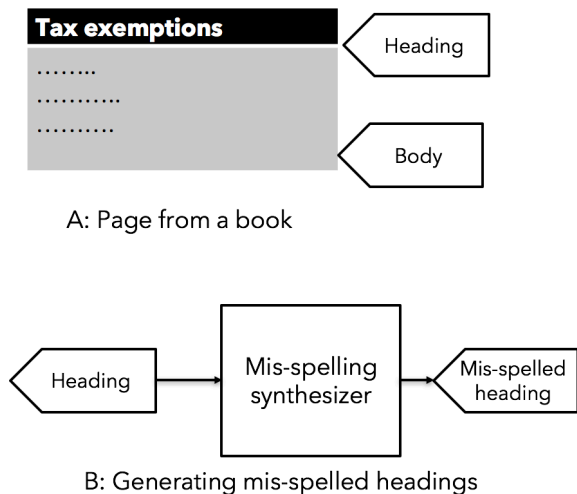 Tax exemptions
Heading
........
...........
..........
Body
A: Page from a book
Heading
Mis-spelling
synthesizer
Mis-spelled
heading
B: Generating mis-spelled headings